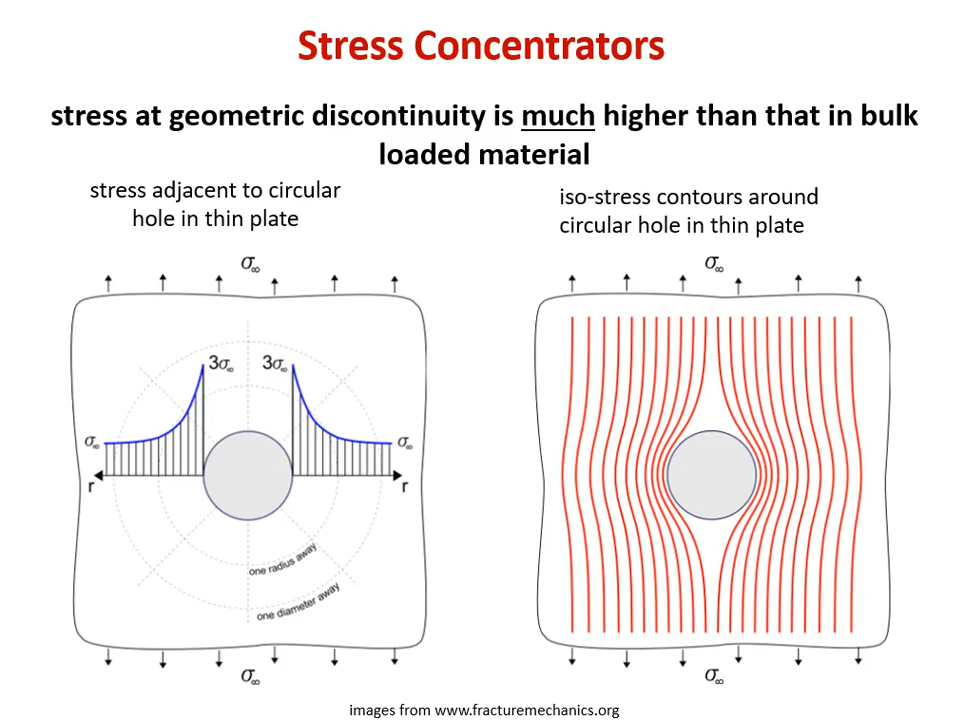 Stress Concentrators
stress at geometric discontinuity is much higher than that in bulk
loaded material
stress adjacent to circular
hole in thin plate
iso-stress contours around
circular hole in thin plate
σ∞
σ∞
3σ∞
3σ∞
σ∞
σ∞
r
r
one radius away
one diameter away
σ∞
σ∞
images from www.fracturemechanics.org